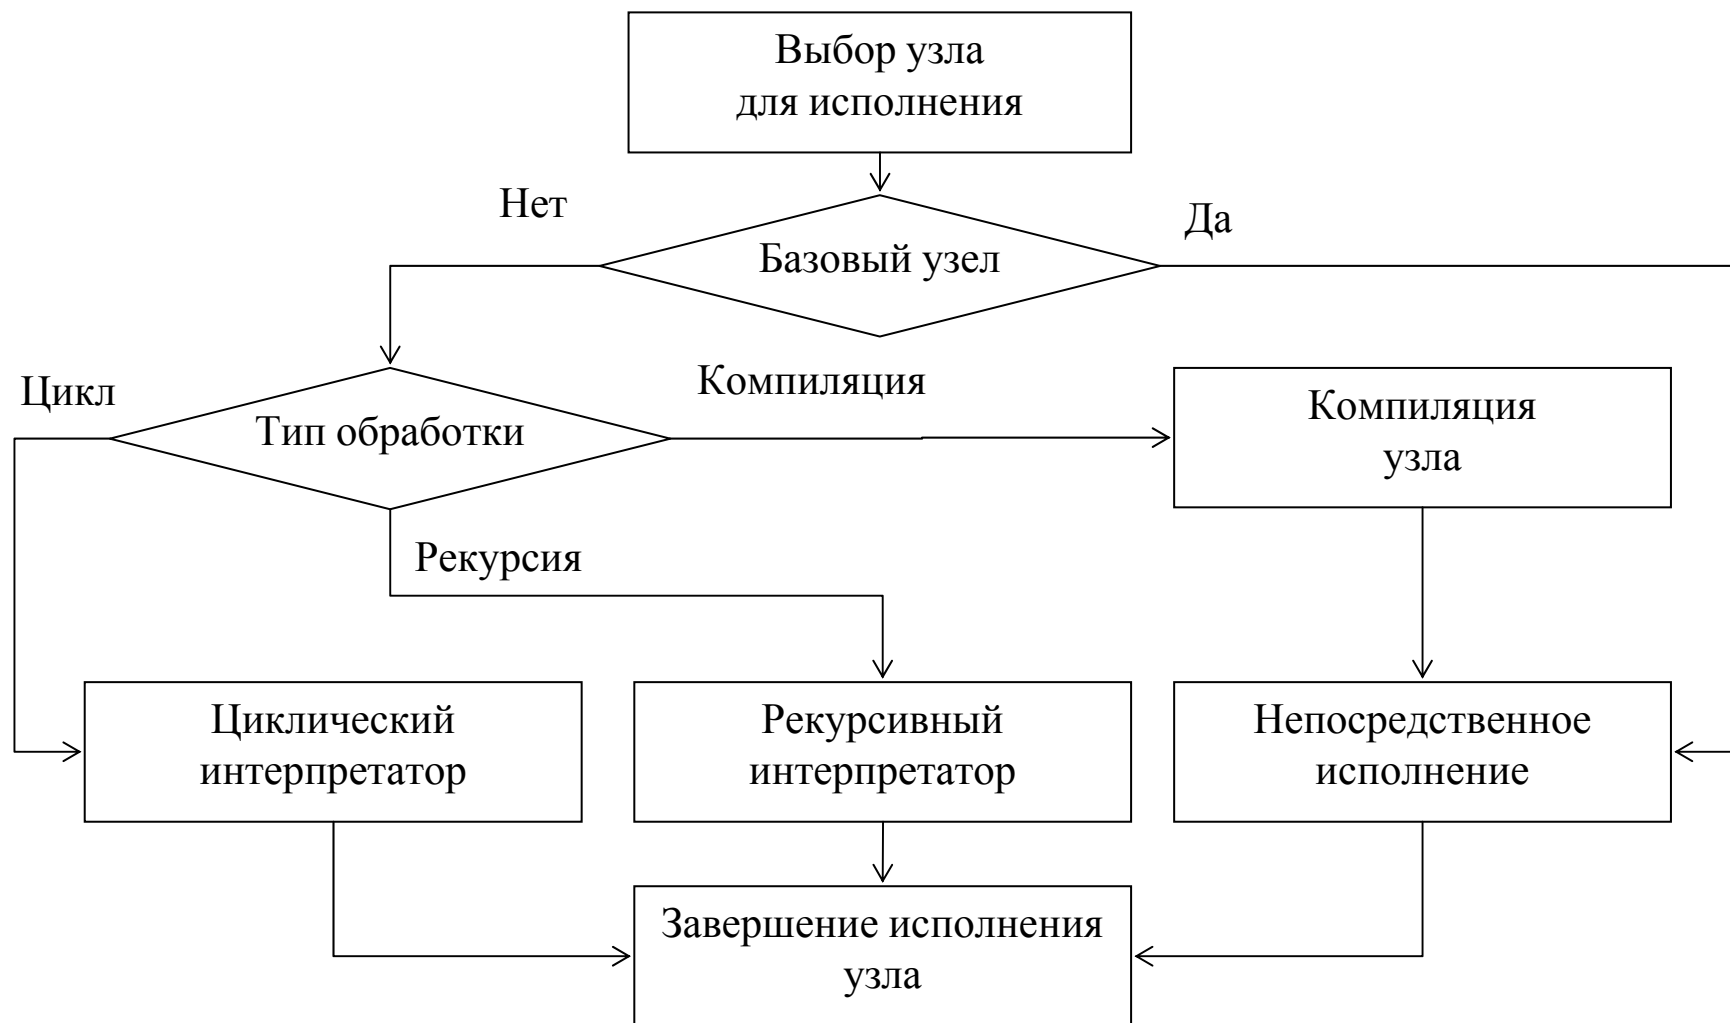 Выбор узла
для исполнения
Нет
Да
Базовый узел
Цикл
Компиляция
Тип обработки
Компиляция
узла
Рекурсия
Циклический
интерпретатор
Рекурсивный
интерпретатор
Непосредственное
исполнение
Завершение исполнения
узла